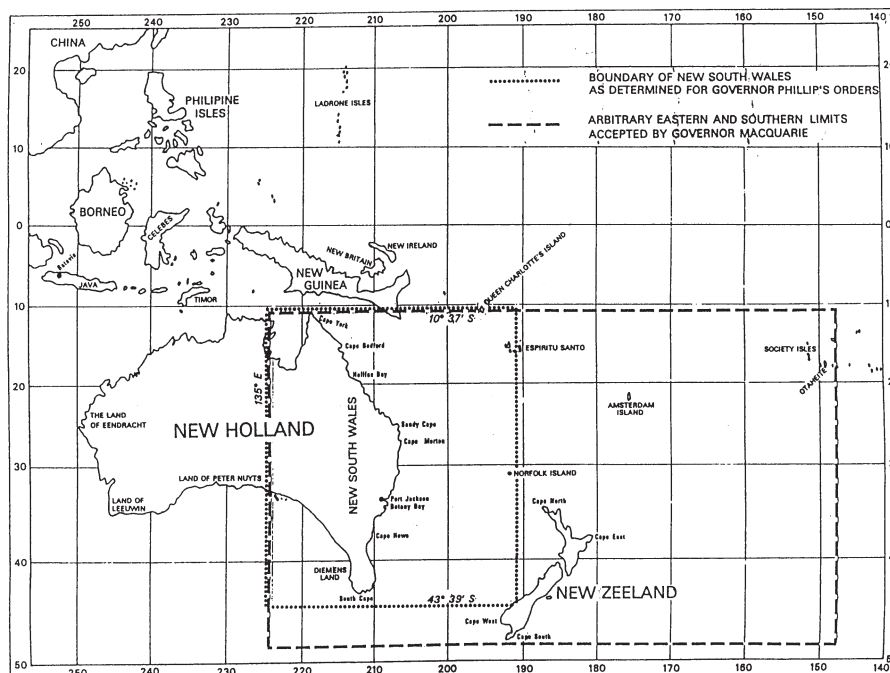 260 250 240 230 220 210 200 190 180 170 160 150 140
CHINA
20
PHILIPINE
ISLES
LADRONE ISLES
BOUNDARY OF NEW SOUTH WALES
AS DETERMINED FOR GOVERNOR PHILLIP'S ORDERS
ARBITRARY EASTERN AND SOUTHERN LIMITS
ACCEPTED BY GOVERNOR MACQUARIE
10
BORNEO
CELEBES
0
0
NEW IRELAND
NEW BRITAIN
NEW
GUINEA
QUEEN CHARLOTTE'S ISLAND
Batavia
JAVA
TIMOR
10
10° 37' S
Cape York
135° E
Cape Bedford
ESPIRITU SANTO
SOCIETY ISLES
OTAHEITE
Halifax Bay
20
THE LAND
OF EENDRACHT
AMSTERDAM
ISLAND
NEW HOLLAND
NEW SOUTH WALES
Sandy Cape
Cape Morton
30
LAND OF PETER NUYTS
NORFOLK ISLAND
LAND OF
LEEUWIN
Port Jackson
Botany Bay
Cape North
Cape Howe
Cape East
40
40
DIEMENS
LAND
South Cape
43° 39' S
NEW ZEELAND
Cape West
Cape South
50
260 250 240 230 220 210 200 190 180 170 160 150 140